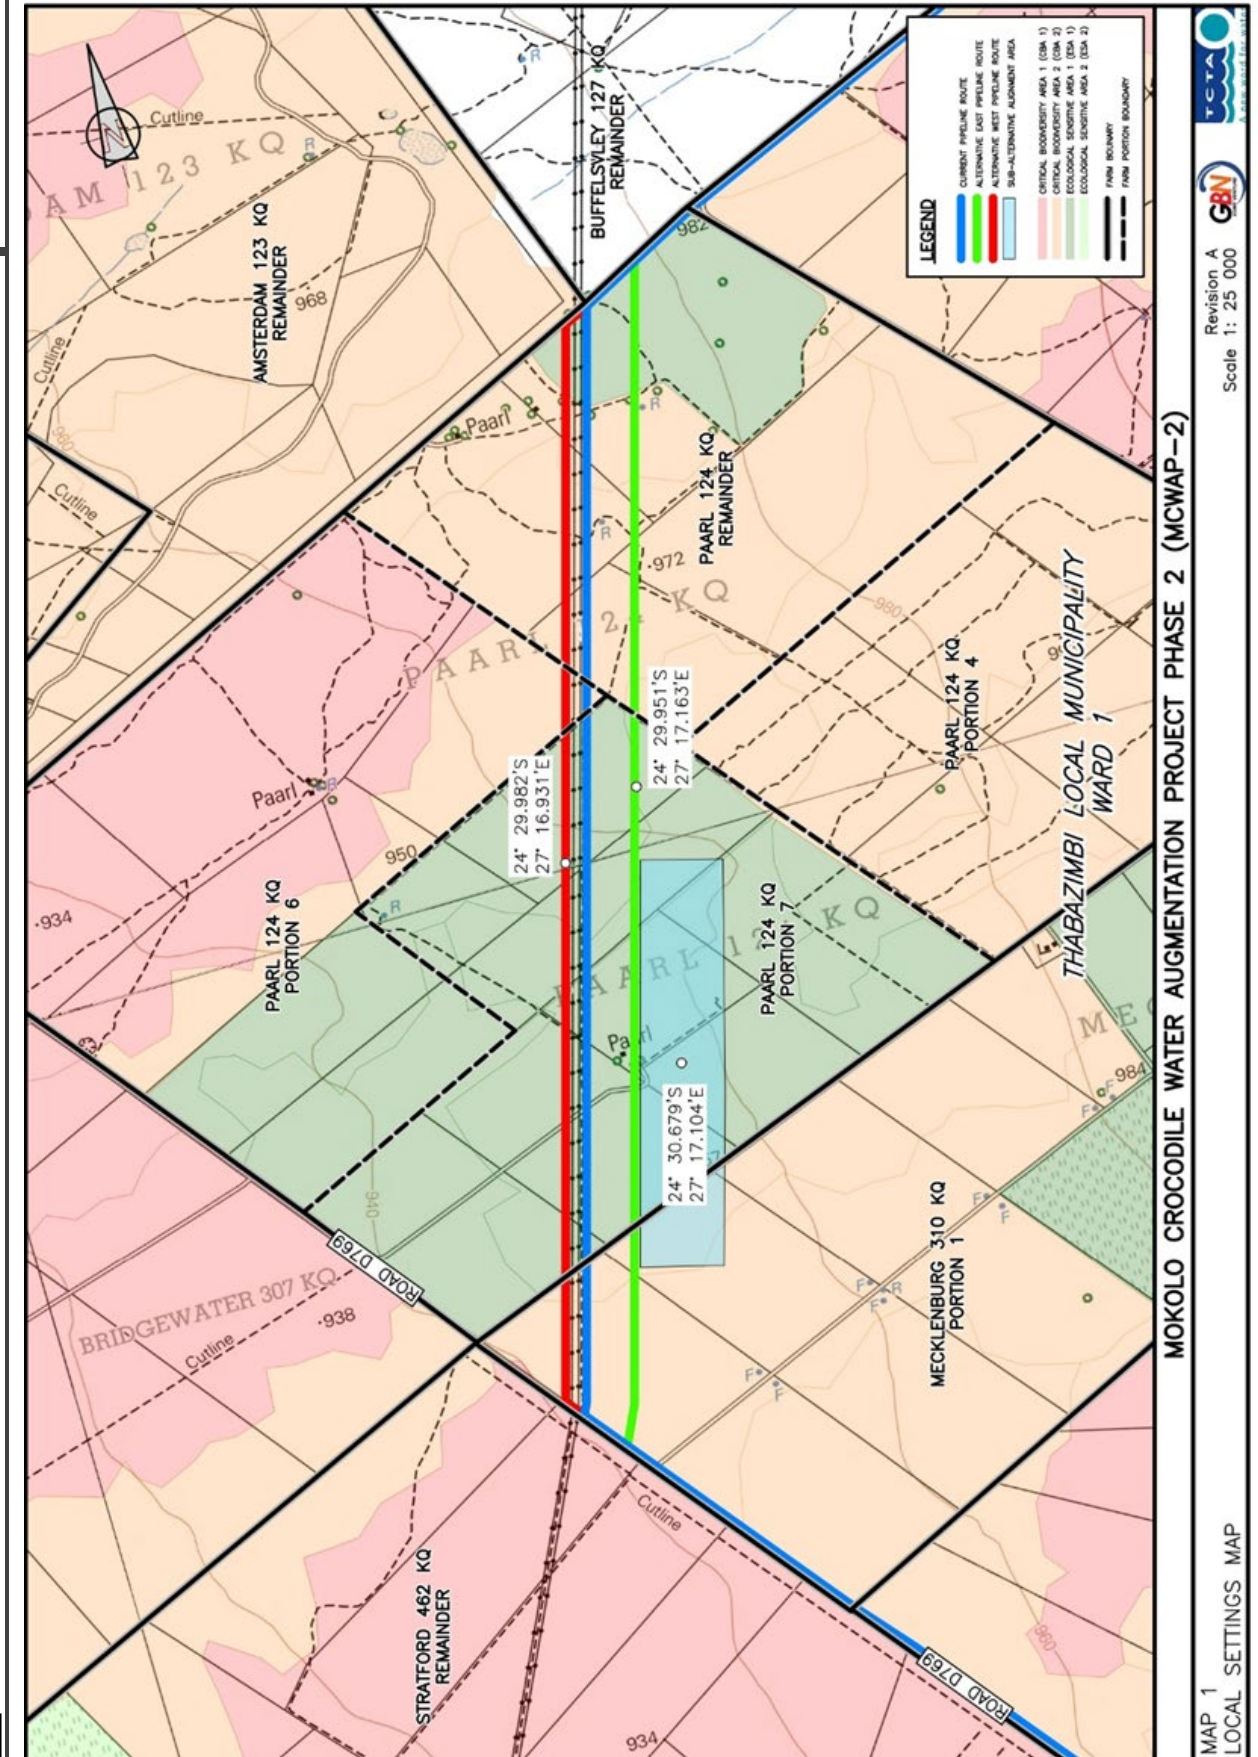 MAP 1
LOCAL SETTINGS MAP
MOKOLO CROCODILE WATER AUGMENTATION PROJECT PHASE 2 (MCWAP-2)
Revision A
Scale 1: 25 000
GBN
TCTA
LEGEND
CURRENT PIPELINE ROUTE
ALTERNATIVE EAST PIPELINE ROUTE
ALTERNATIVE WEST PIPELINE ROUTE
SUB-ALTERNATIVE ALIGNMENT AREA
CRITICAL BIODIVERSITY AREA 1 (CBA 1)
CRITICAL BIODIVERSITY AREA 2 (CBA 2)
ECOLOGICAL SENSITIVE AREA 1 (ESA 1)
ECOLOGICAL SENSITIVE AREA 2 (ESA 2)
FARM BOUNDARY
FARM PORTION BOUNDARY
N
Cutline
AM 123 KQ
R
AMSTERDAM 123 KQ
REMAINDER
968
Cutline
960
Cutline
BUFFELSVLEY 127 KQ
REMAINDER
R
982
Paarl
R
PAARL 124 KQ
REMAINDER
R
972
980
PAARL 124 KQ
PORTION 4
THABAZIMBI LOCAL MUNICIPALITY
WARD 1
24° 29.951'S
27° 17.163'E
24° 29.982'S
27° 16.931'E
Paarl
R
950
R
934
PAARL 124 KQ
PORTION 6
PAARL 124 KQ
PORTION 7
24° 30.679'S
27° 17.104'E
940
ROAD D769
BRIDGEWATER 307 KQ
938
Cutline
984
F
F
F
F
MECKLENBURG 310 KQ
PORTION 1
F
F
R
F
F
Cutline
STRATFORD 462 KQ
REMAINDER
934
960
ROAD D769